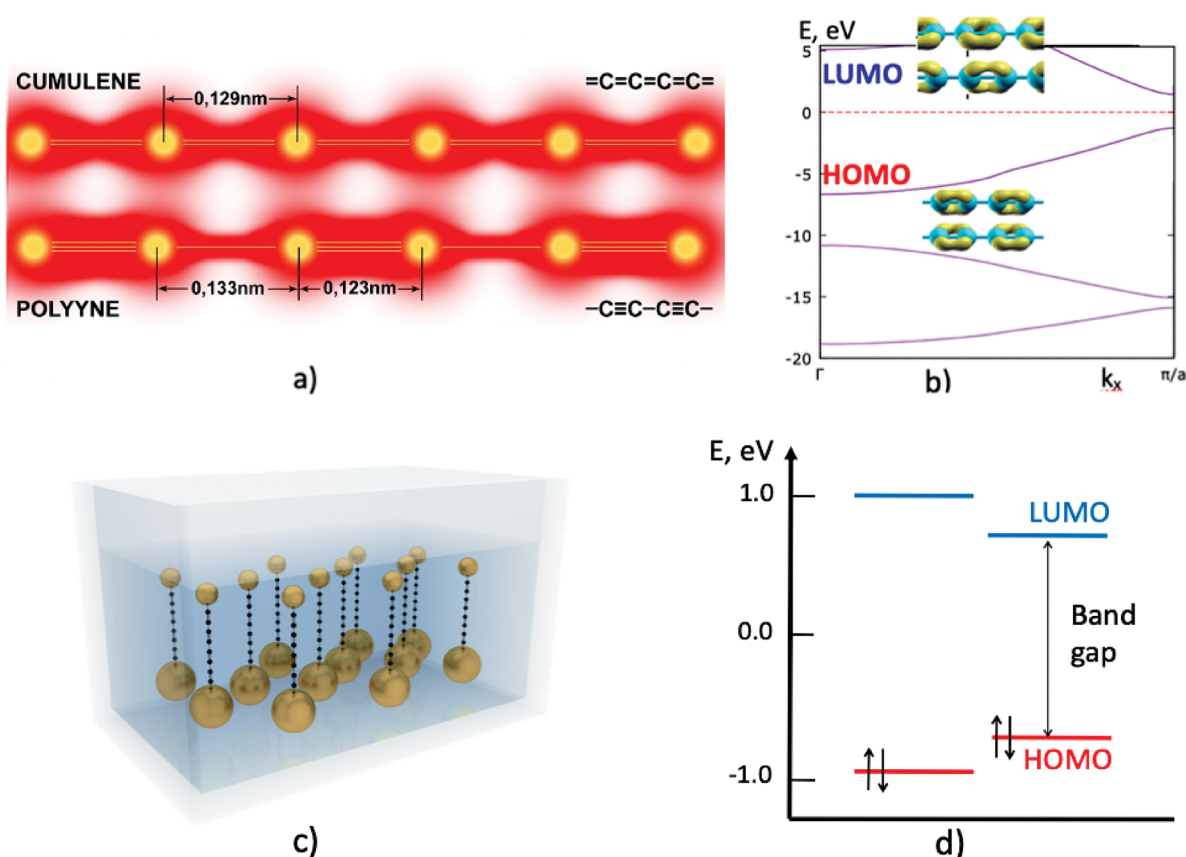 CUMULENE
=C=C=C=C=
0,129nm
0,133nm
0,123nm
POLYYNE
–C≡C–C≡C–
a)
E, eV
5
LUMO
0
HOMO
-5
-10
-15
-20
Γ
b)
kx
π/a
c)
E, eV
1.0
LUMO
0.0
Band
gap
HOMO
-1.0
d)